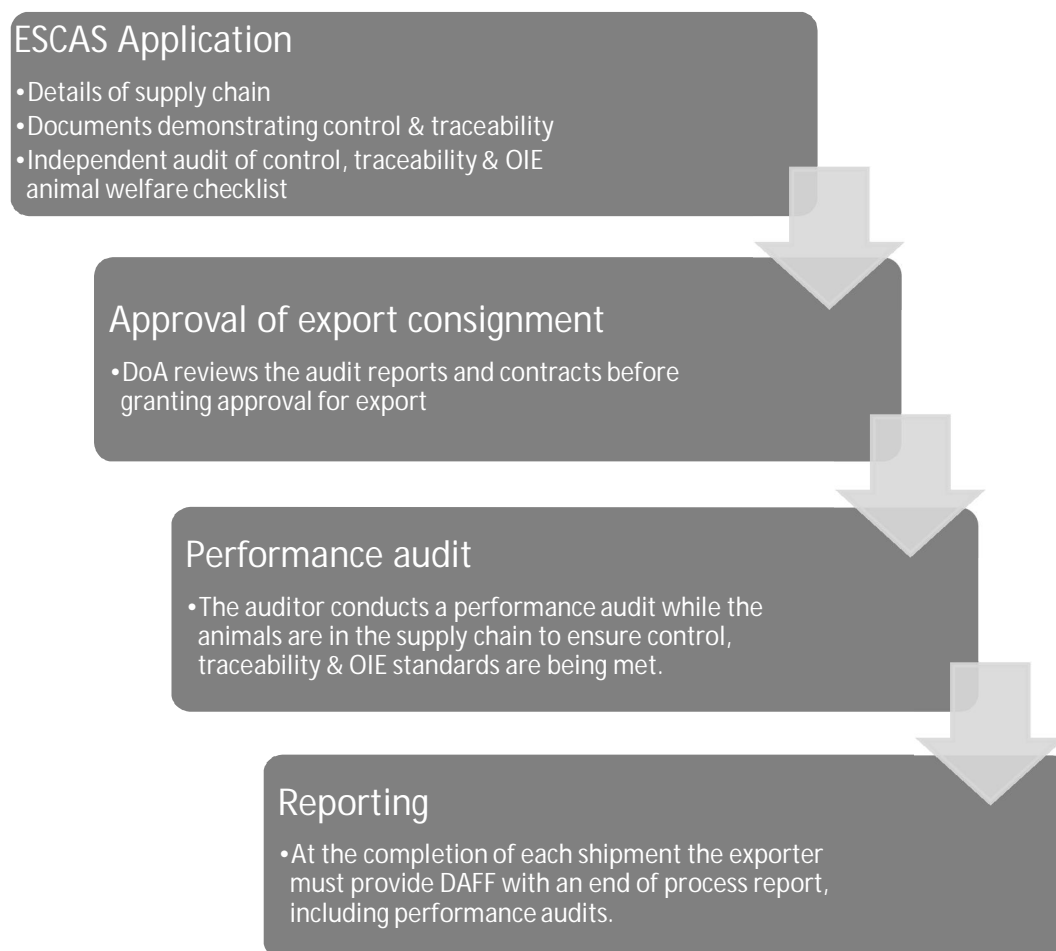 ESCAS Application
•Details of supply chain
•Documents demonstrating control & traceability
•Independent audit of control, traceability & OIE
animal welfare checklist
Approval of export consignment
•DoA reviews the audit reports and contracts before
granting approval for export
Performance audit
•The auditor conducts a performance audit while the
animals are in the supply chain to ensure control,
traceability & OIE standards are being met.
Reporting
•At the completion of each shipment the exporter
must provide DAFF with an end of process report,
including performance audits.